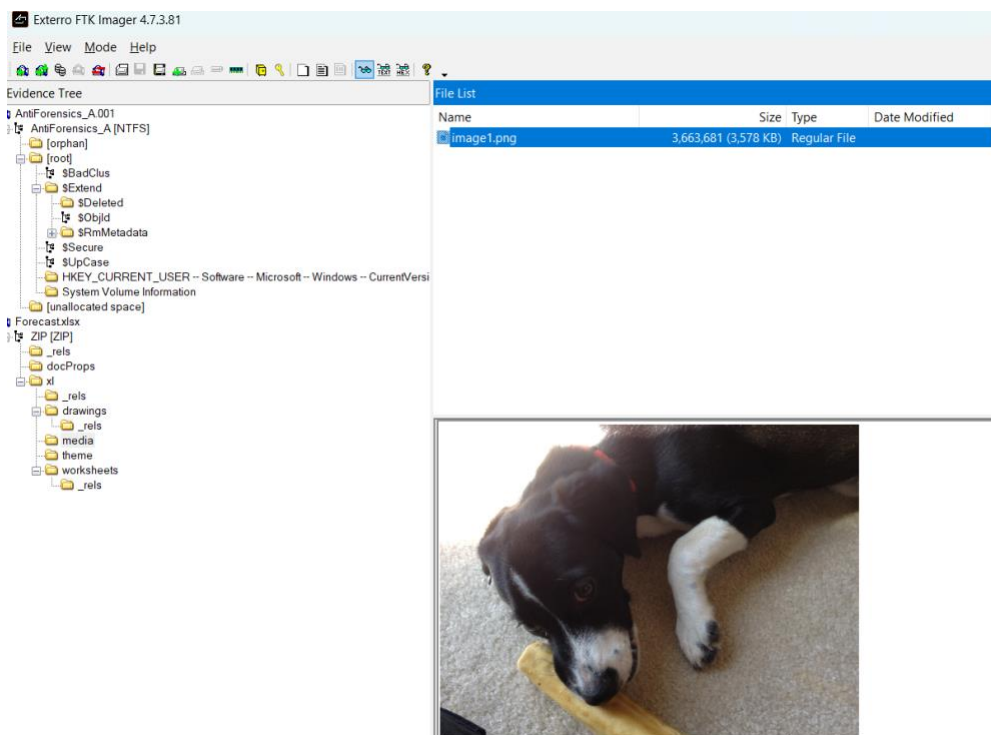 Exterro FTK Imager 4.7.3.81
File View Mode Help
Evidence Tree
AntiForensics_A.001
AntiForensics_A [NTFS]
[orphan]
[root]
$BadClus
$Extend
$Deleted
$ObjId
$RmMetadata
$Secure
$UpCase
HKEY_CURRENT_USER -- Software -- Microsoft -- Windows -- CurrentVersi
System Volume Information
[unallocated space]
Forecast.xlsx
ZIP [ZIP]
_rels
docProps
xl
_rels
drawings
_rels
media
theme
worksheets
_rels
File List
Name Size Type Date Modified
image1.png 3,663,681 (3,578 KB) Regular File